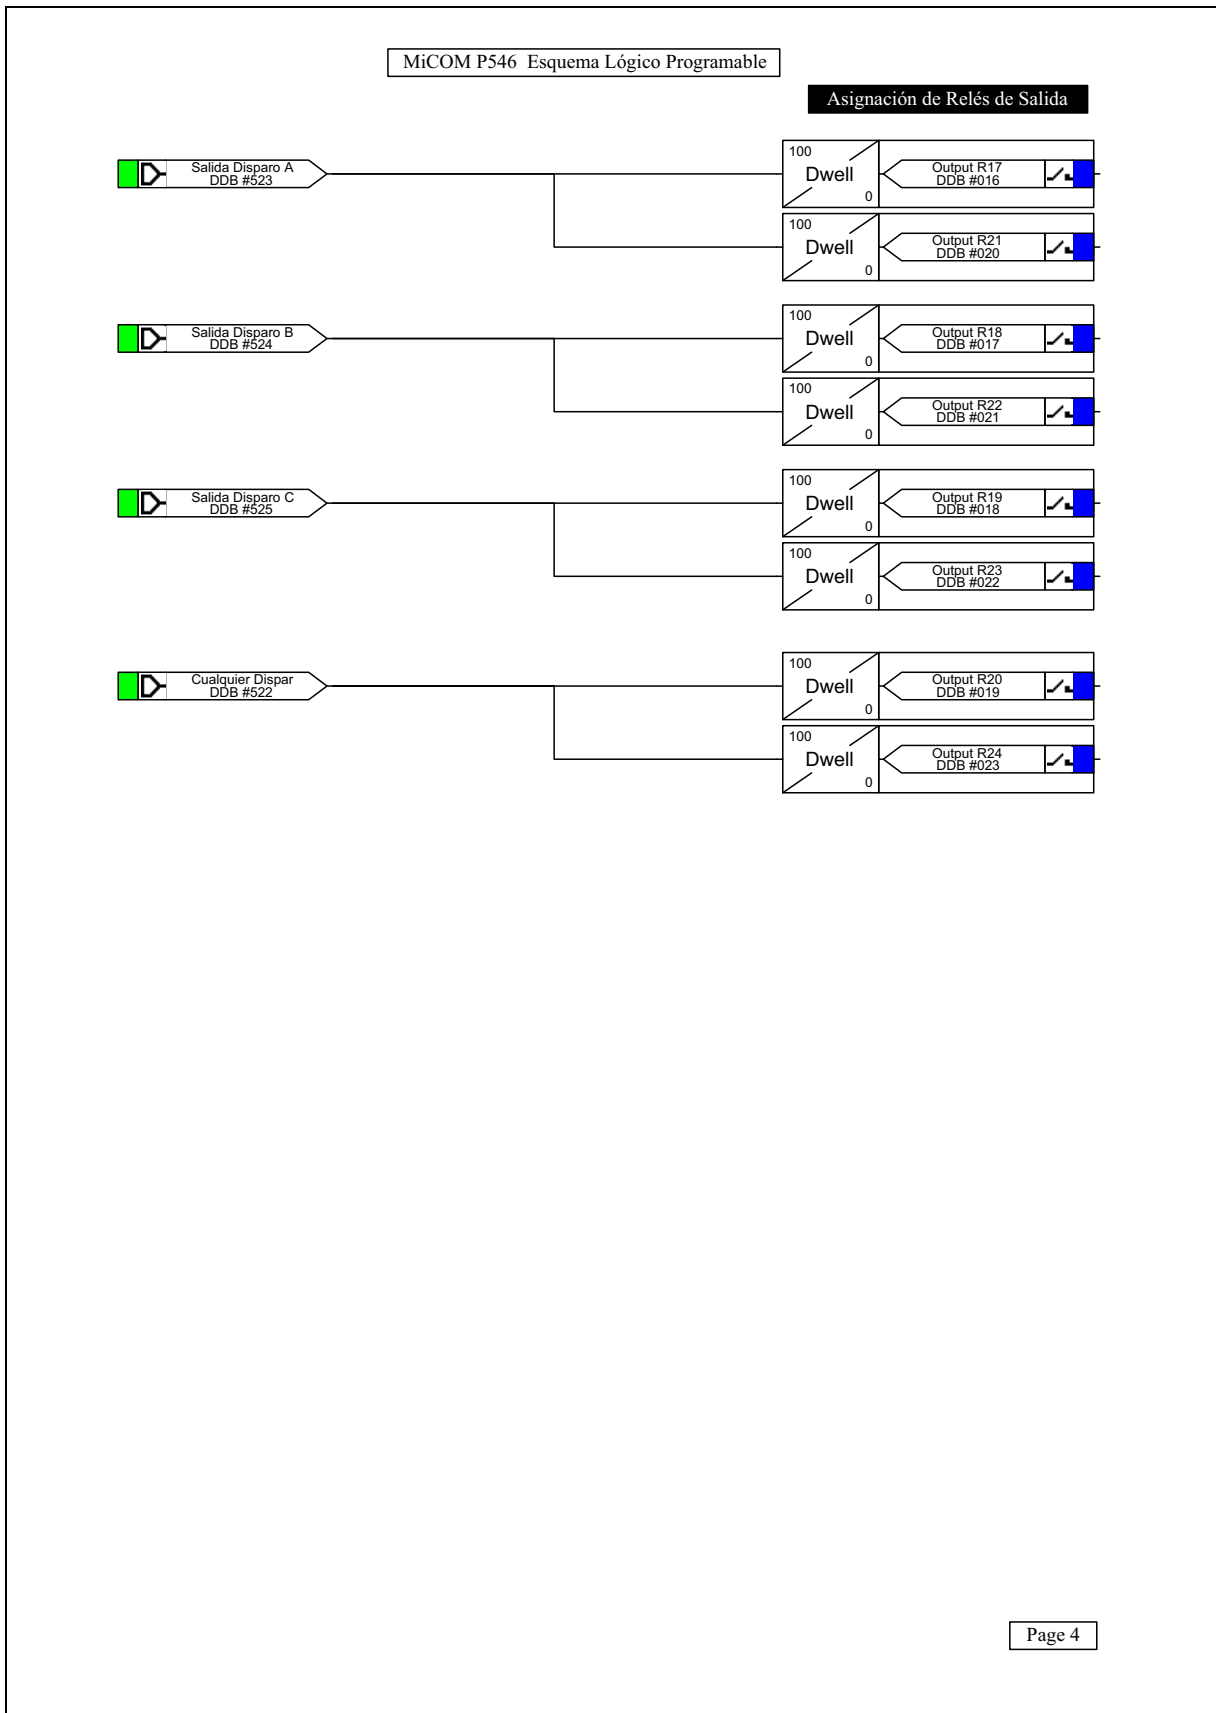 MiCOM P546  Esquema Lógico Programable
Asignación de Relés de Salida
Salida Disparo A
DDB #523
100
Dwell
0
Output R17
DDB #016
100
Dwell
0
Output R21
DDB #020
Salida Disparo B
DDB #524
100
Dwell
0
Output R18
DDB #017
100
Dwell
0
Output R22
DDB #021
Salida Disparo C
DDB #525
100
Dwell
0
Output R19
DDB #018
100
Dwell
0
Output R23
DDB #022
Cualquier Dispar
DDB #522
100
Dwell
0
Output R20
DDB #019
100
Dwell
0
Output R24
DDB #023
Page 4